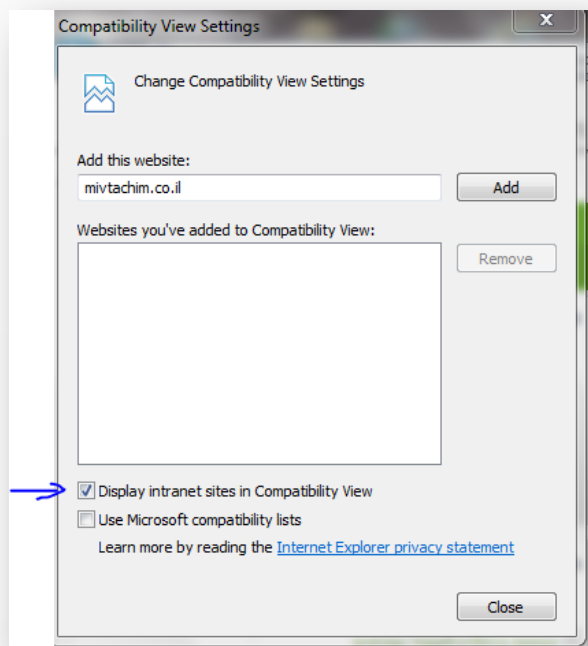 Compatibility View Settings
Change Compatibility View Settings
Add this website:
mivtachim.co.il
Add
Websites you've added to Compatibility View:
Remove
Display intranet sites in Compatibility View
Use Microsoft compatibility lists
Learn more by reading the Internet Explorer privacy statement
Close